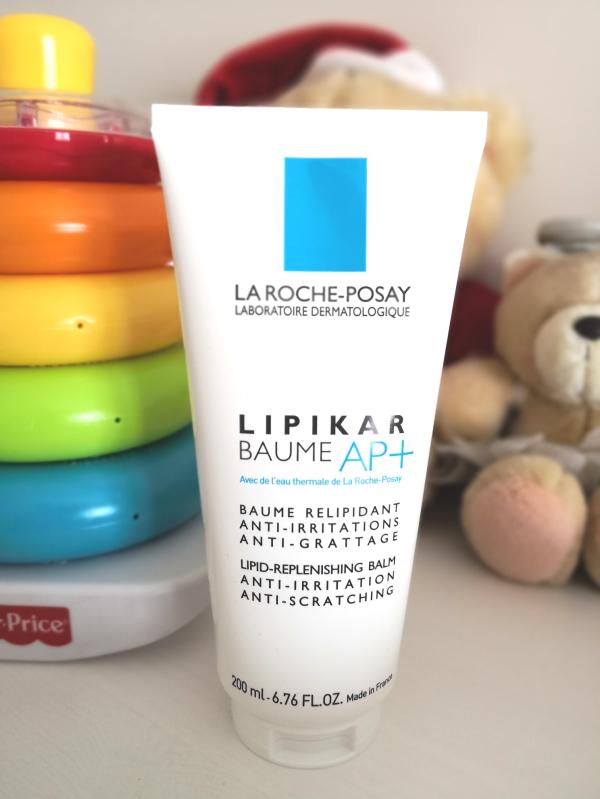 LA ROCHE-POSAY
LABORATOIRE DERMATOLOGIQUE
LIPIKAR
BAUME AP+
Avec de l'eau thermale de La Roche-Posay
BAUME RELIPIDANT
ANTI-IRRITATIONS
ANTI-GRATTAGE
LIPID-REPLENISHING BALM
ANTI-IRRITATION
ANTI-SCRATCHING
200 ml - 6.76 FL.OZ. Made in France
Price